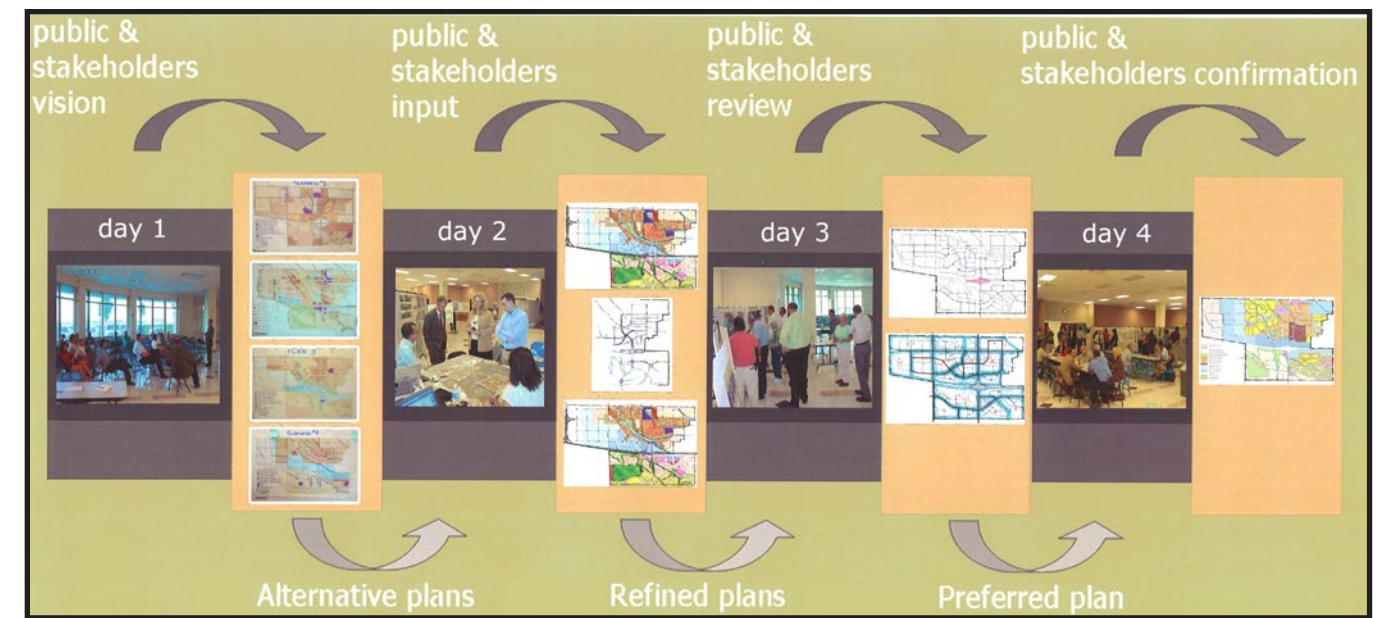 public &
stakeholders
vision
public &
stakeholders
input
public &
stakeholders
review
public &
stakeholders confirmation
day 1
day 2
day 3
day 4
Alternative plans
Refined plans
Preferred plan